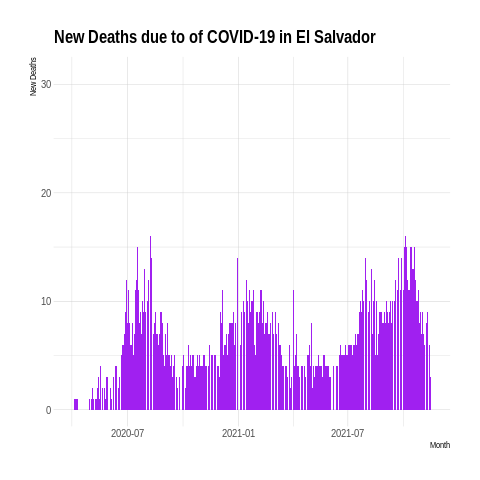 New Deaths due to of COVID-19 in El Salvador
New Deaths
30
20
10
0
2020-07
2021-01
2021-07
Month